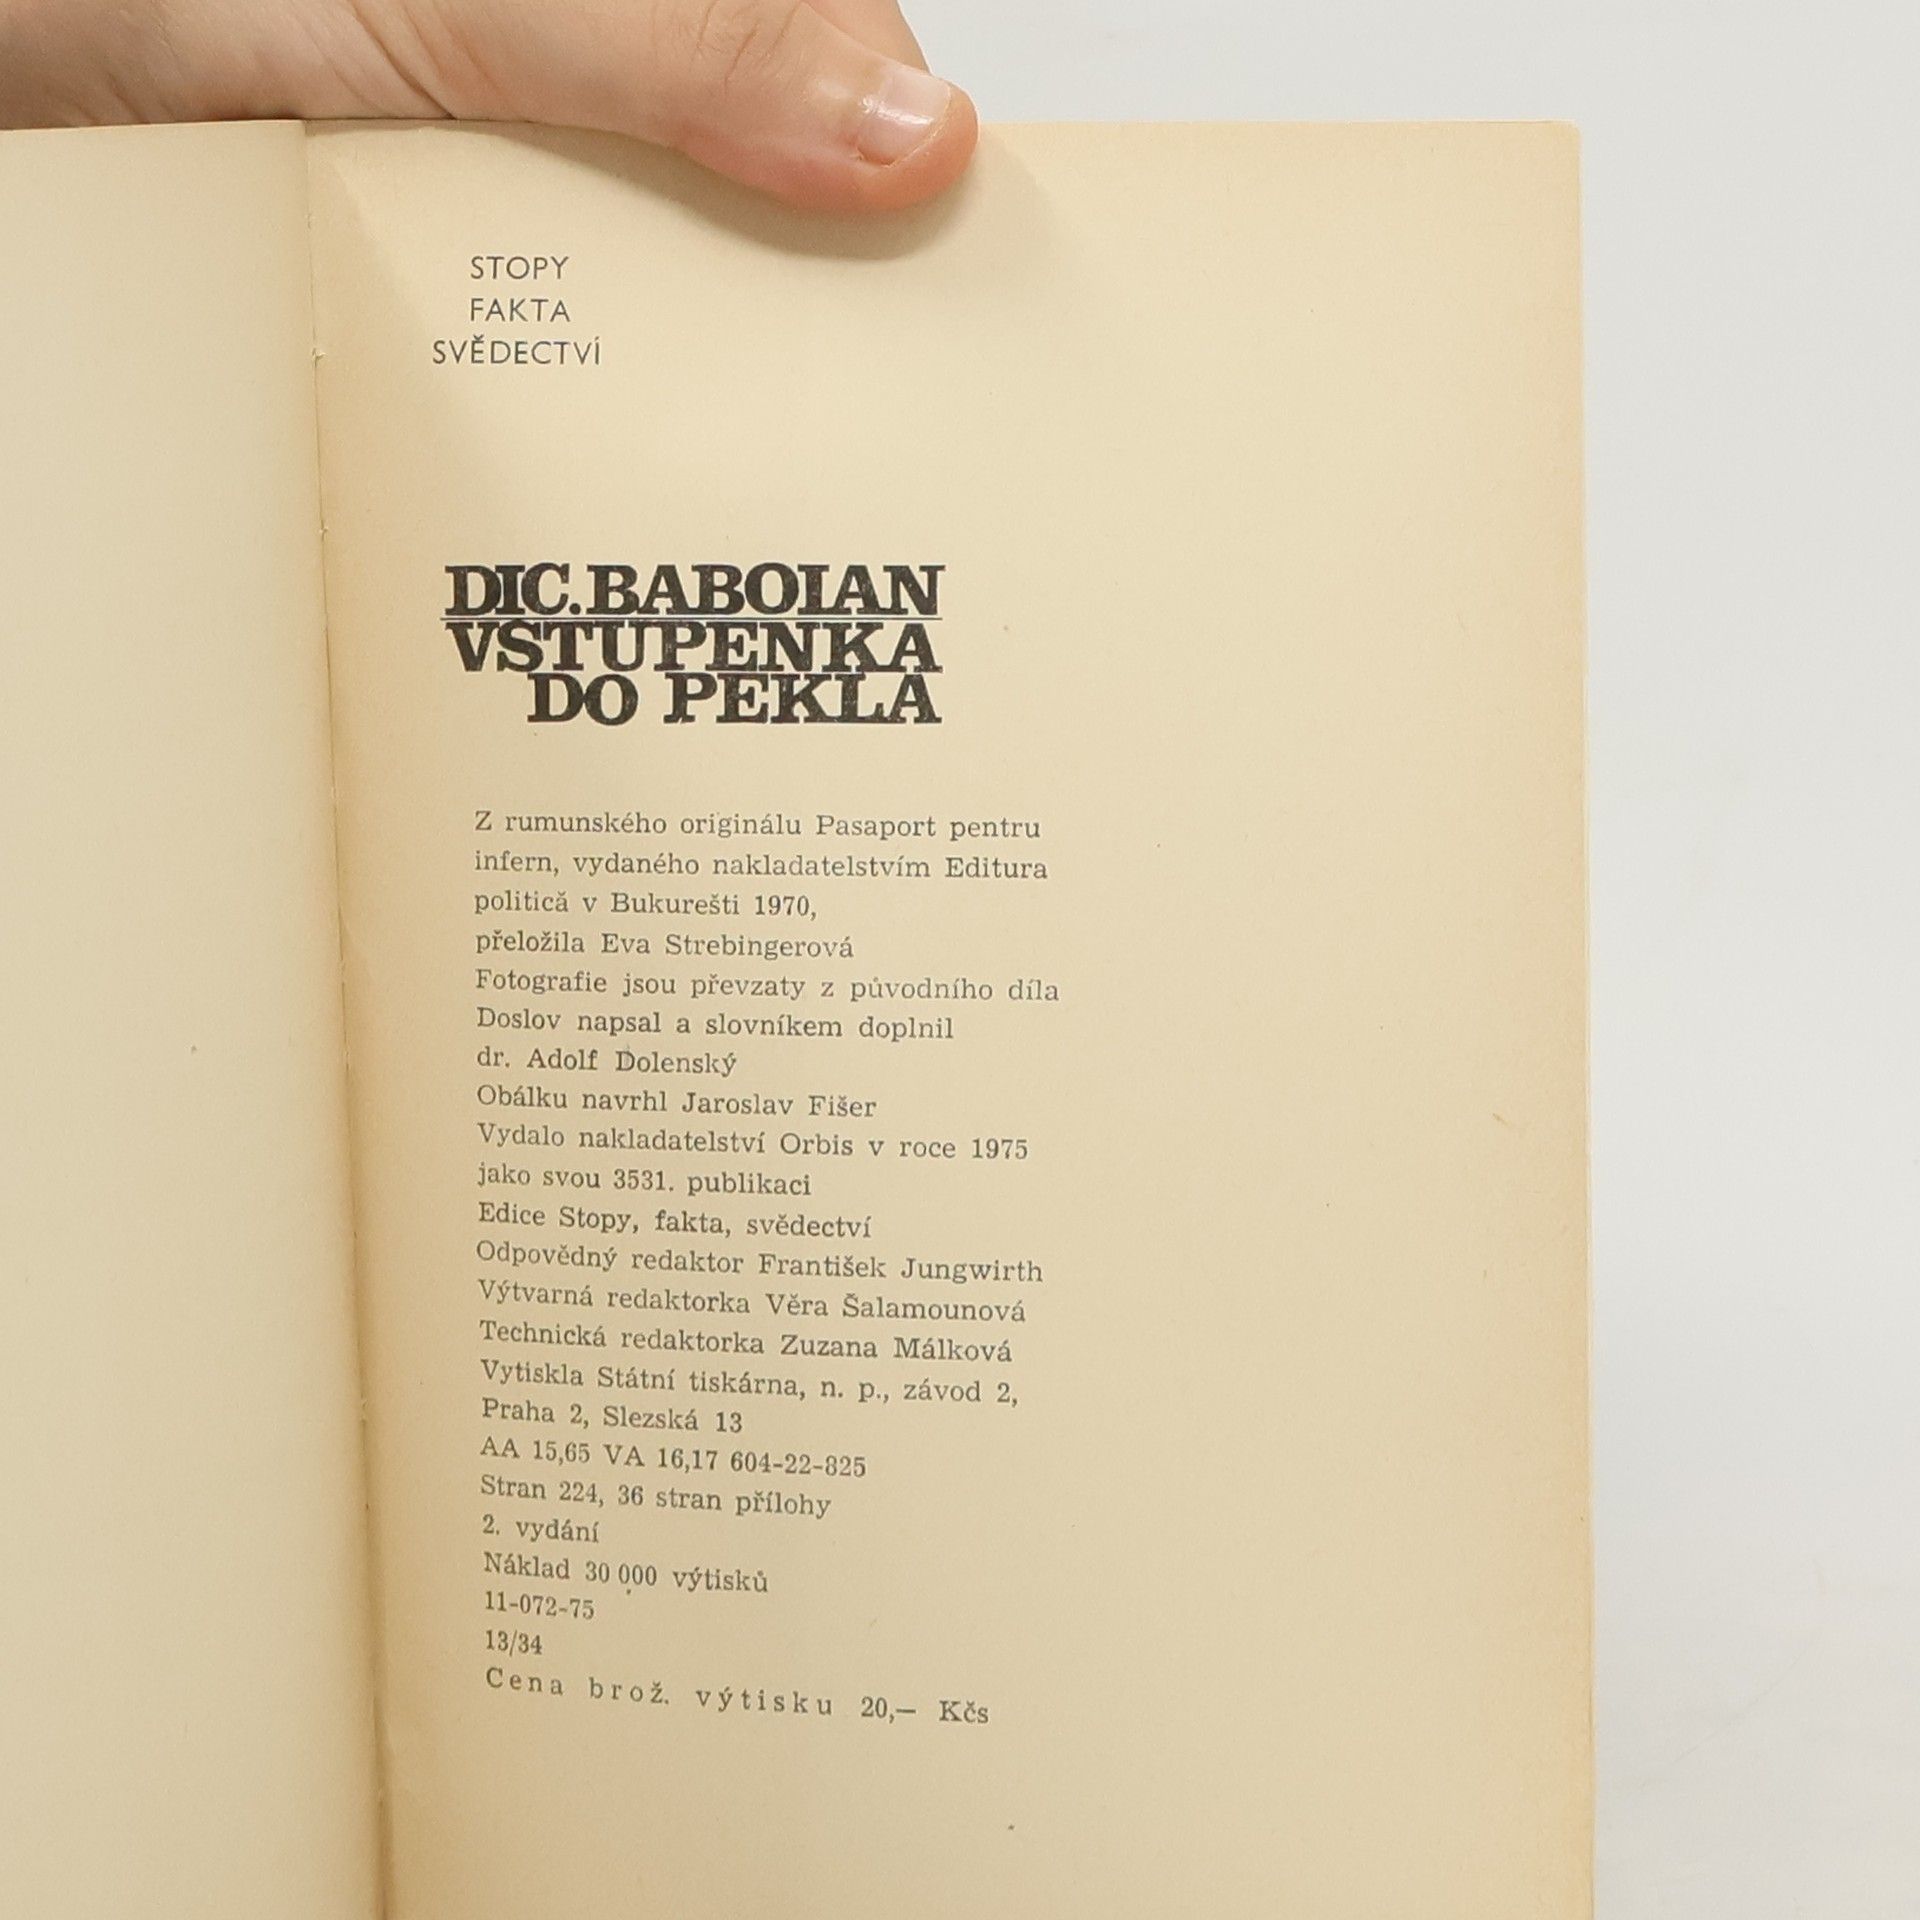 STOPY
FAKTA
SVĚDECTVÍ
DIC. BABOIAN
VSTUPENKA
DO PEKLA
Z rumunského originálu Pasaport pentru
infern, vydaného nakladatelstvím Editura
politică v Bukurešti 1970,
přeložila Eva Strebingerová
Fotografie jsou převzaty z původního díla
Doslov napsal a slovníkem doplnil
dr. Adolf Dolenský
Obálku navrhl Jaroslav Fišer
Vydalo nakladatelství Orbis v roce 1975
jako svou 3531. publikaci
Edice Stopy, fakta, svědectví
Odpovědný redaktor František Jungwirth
Výtvarná redaktorka Věra Šalamounová
Technická redaktorka Zuzana Málková
Vytiskla Státní tiskárna, n. p., závod 2,
Praha 2, Slezská 13
AA 15,65 VA 16,17 604-22-825
Stran 224, 36 stran přílohy
2. vydání
Náklad 30 000 výtisků
11-072-75
13/34
Cena brož. výtisku 20,— Kčs